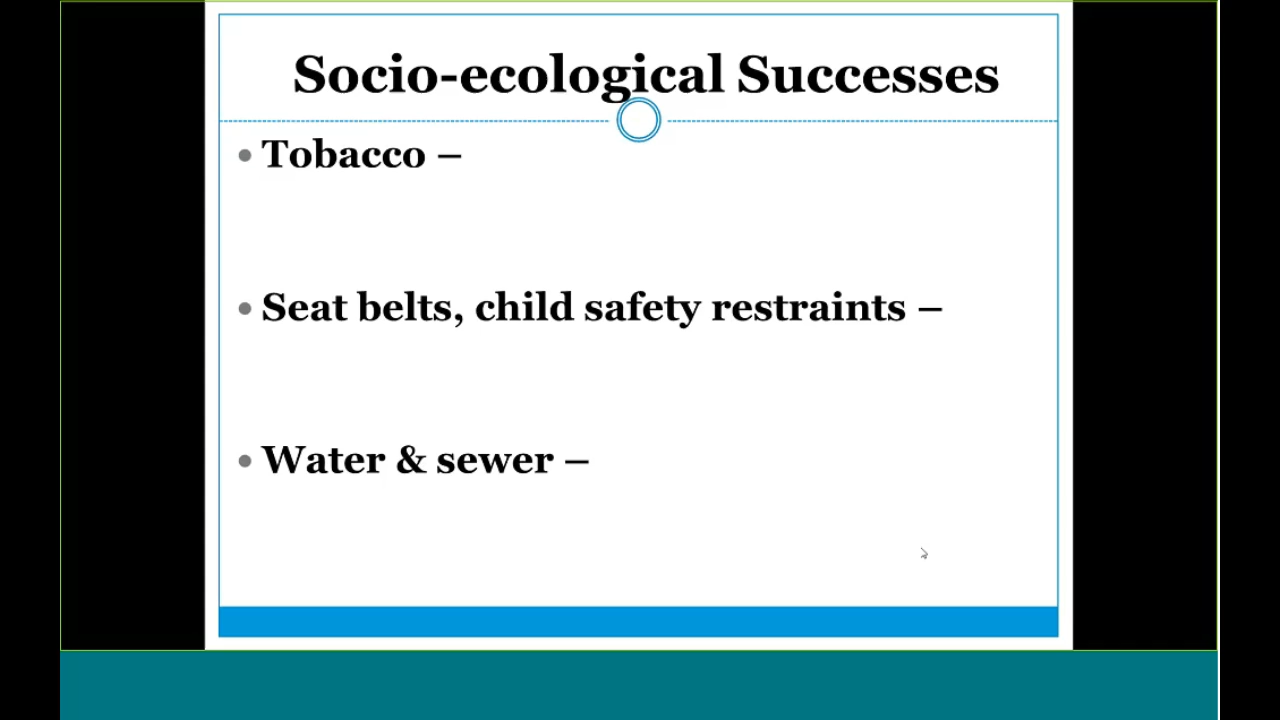 Socio-ecological Successes
• Tobacco –
• Seat belts, child safety restraints –
• Water & sewer –